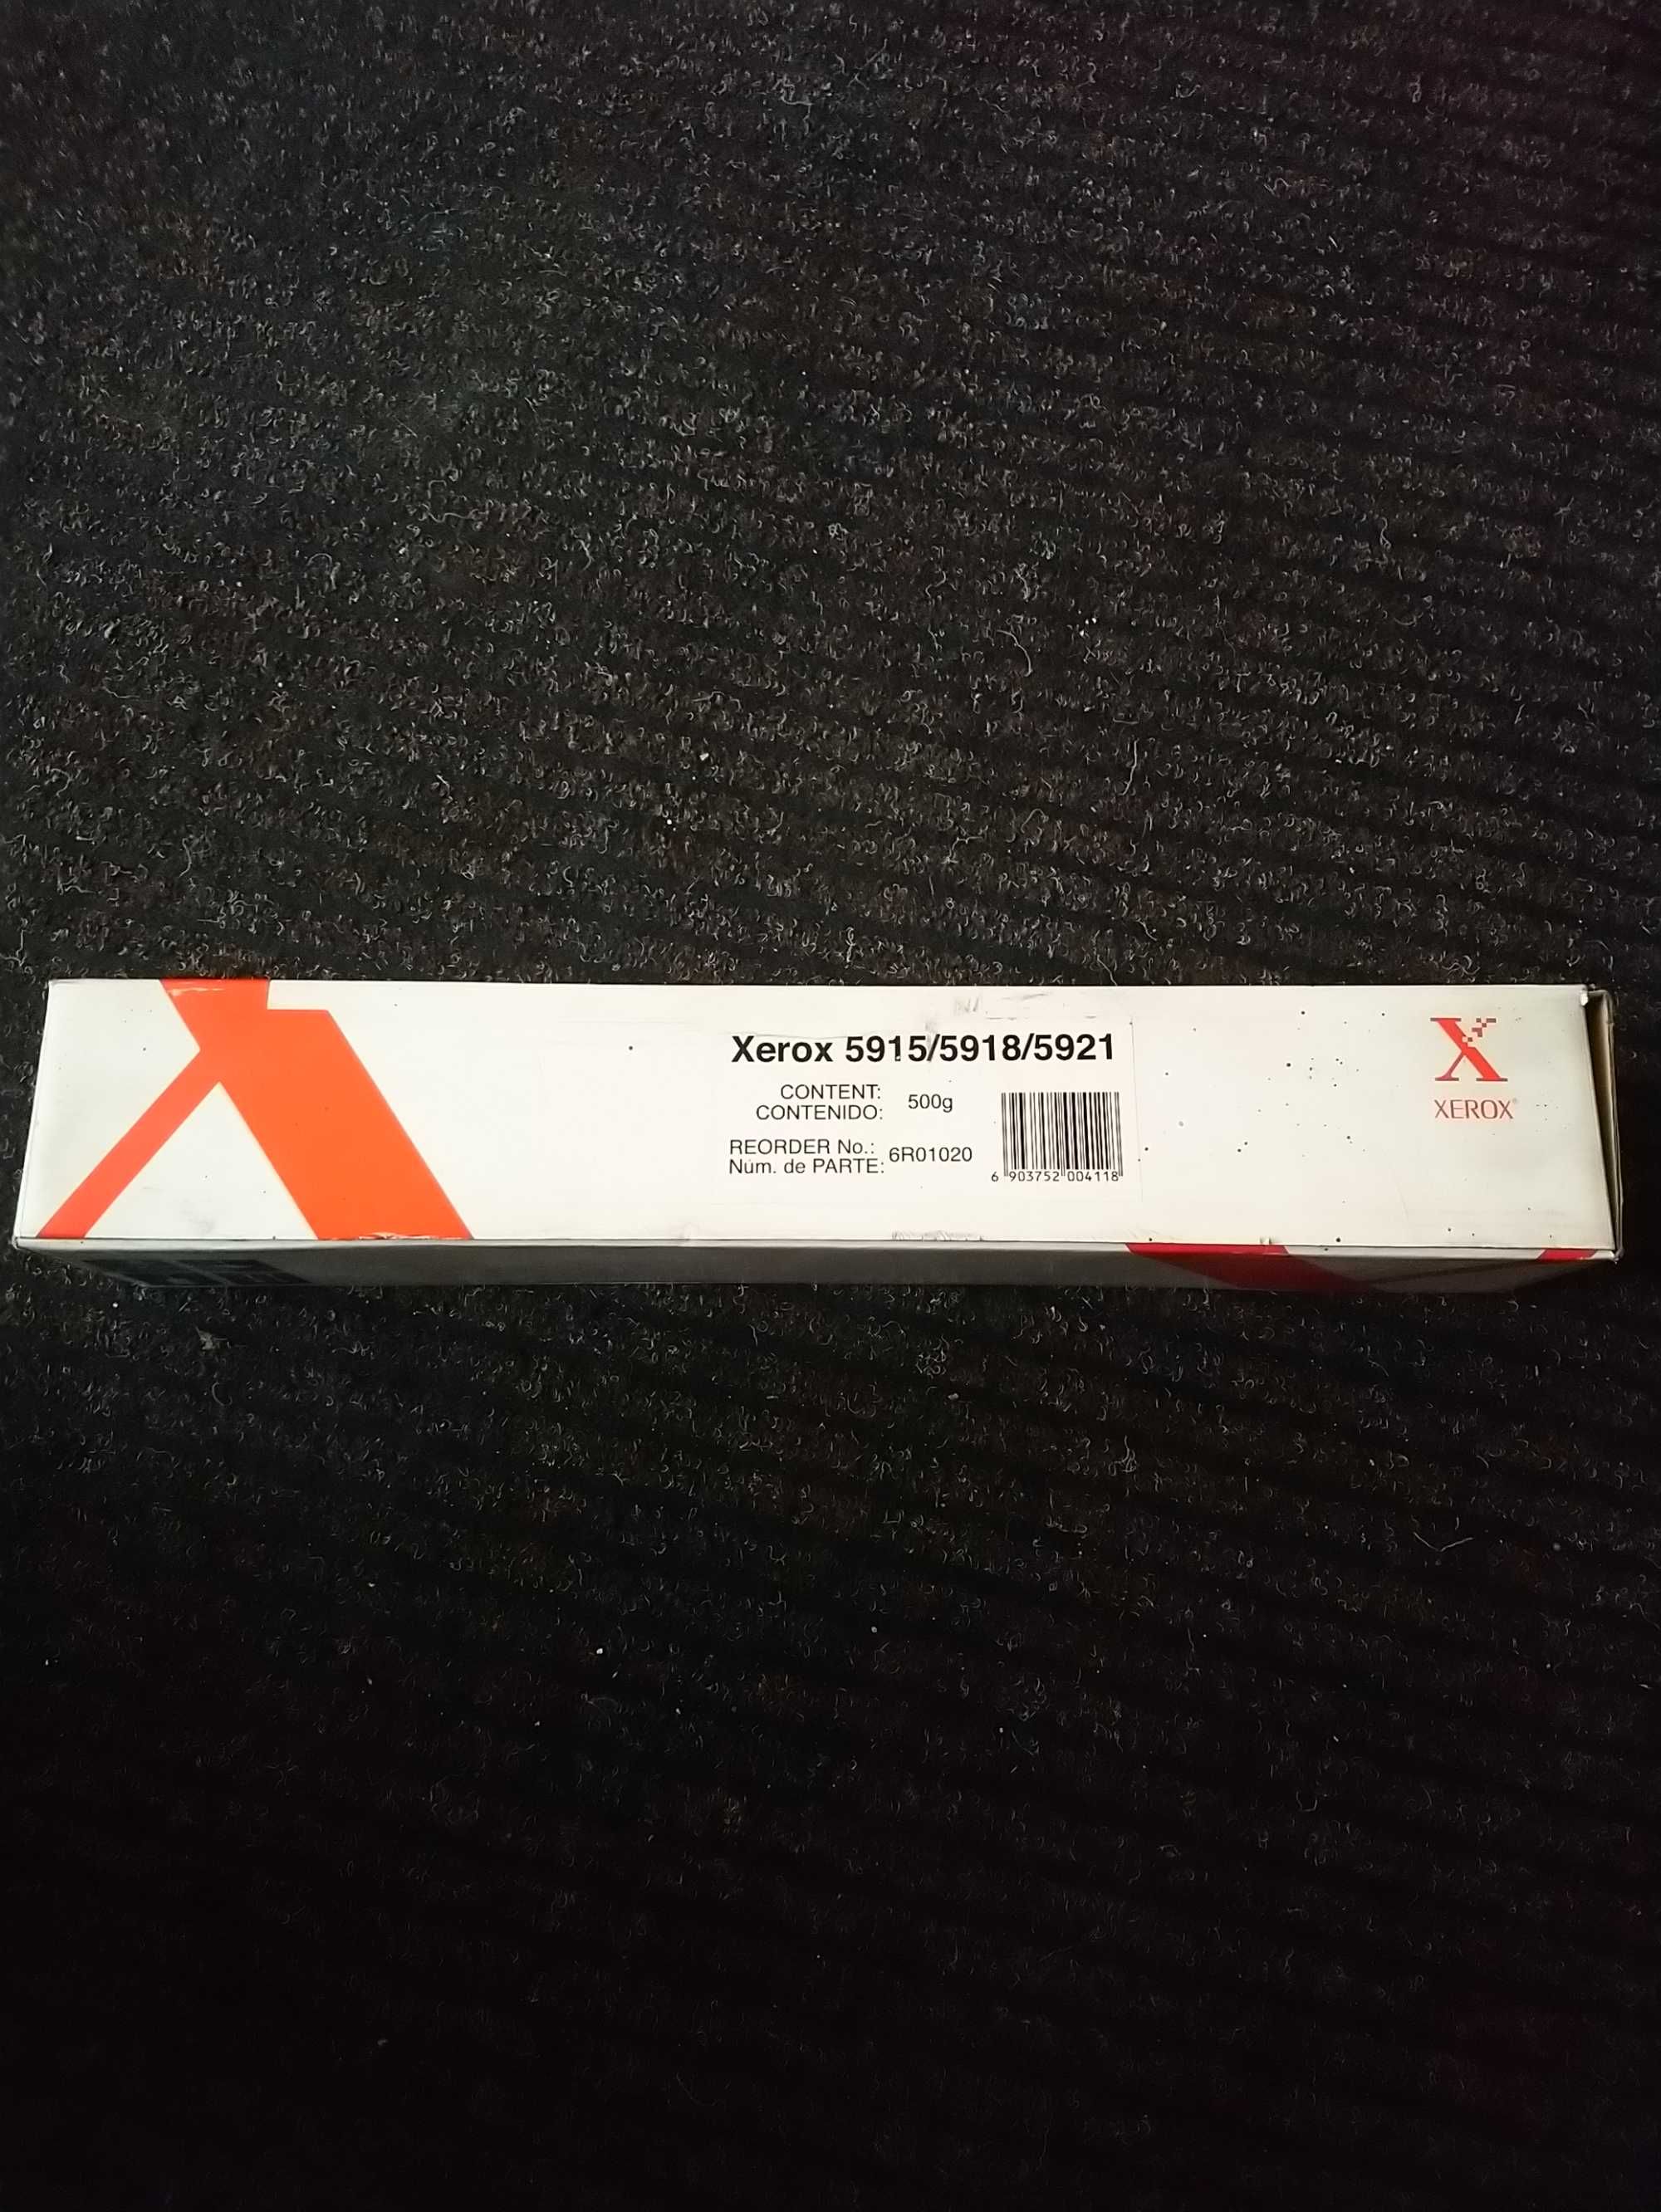 Xerox 5915/5918/5921
CONTENT:
CONTENIDO: 500g
REORDER No.:
Núm. de PARTE: 6R01020
6 903752 004118
X
XEROX®